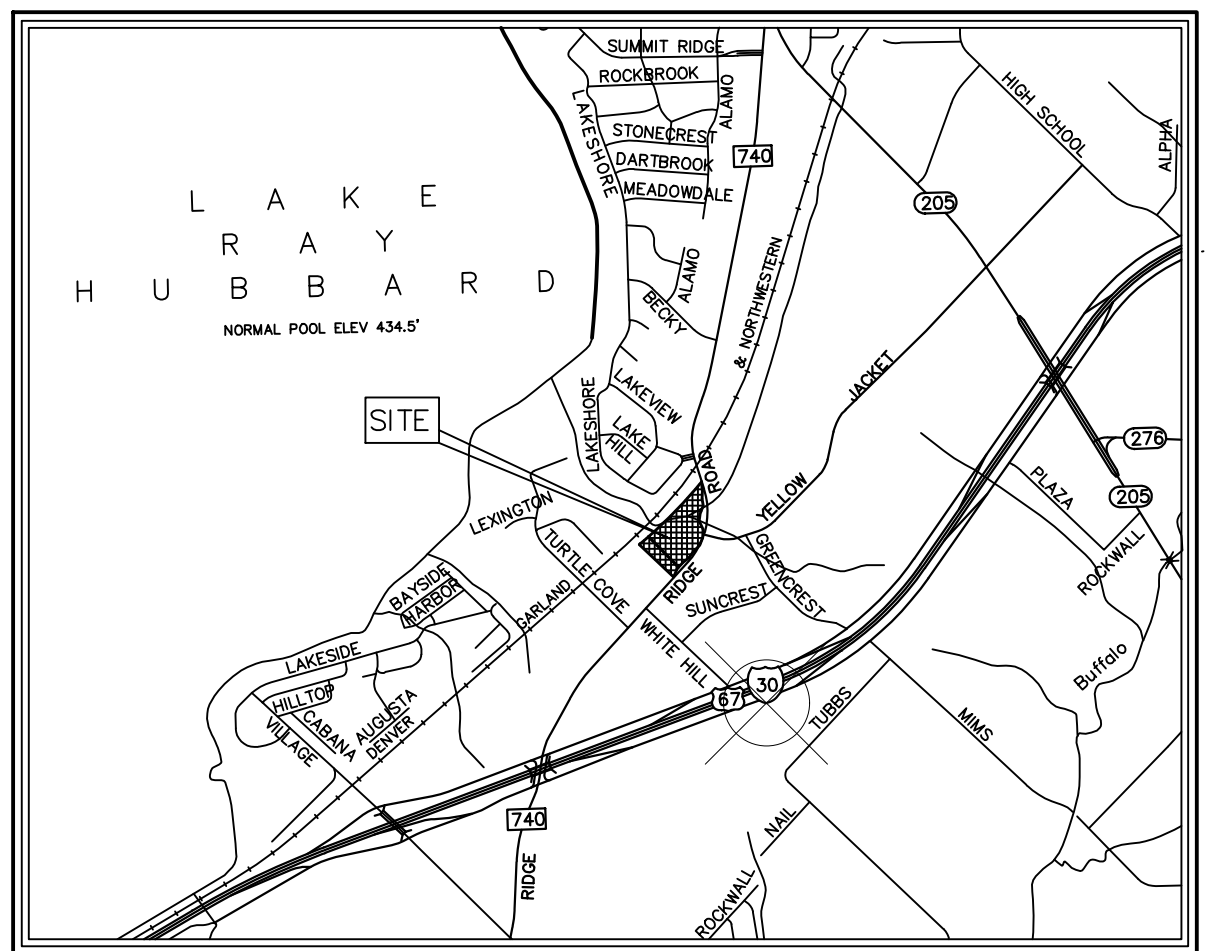 SUMMIT RIDGE
ROCKBROOK
ALAMO
LAKESHORE
STONECREST
DARTBROOK
MEADOWDALE
740
HIGH SCHOOL
ALPHA
205
L A K E
R A Y
H U B B A R D
NORMAL POOL ELEV 434.5'
ALAMO
BECKY
& NORTHWESTERN
JACKET
LAKESHORE
LAKEVIEW
LAKE
HILL
SITE
276
205
ROAD
YELLOW
PLAZA
LEXINGTON
TURTLE COVE
GREENCREST
ROCKWALL
RIDGE
SUNCREST
BAYSIDE
HARBOR
GARLAND
WHITE HILL
LAKESIDE
Buffalo
67
30
TUBBS
MIMS
HILLTOP
CABANA
VILLAGE
AUGUSTA
DENVER
740
NAIL
RIDGE
ROCKWALL